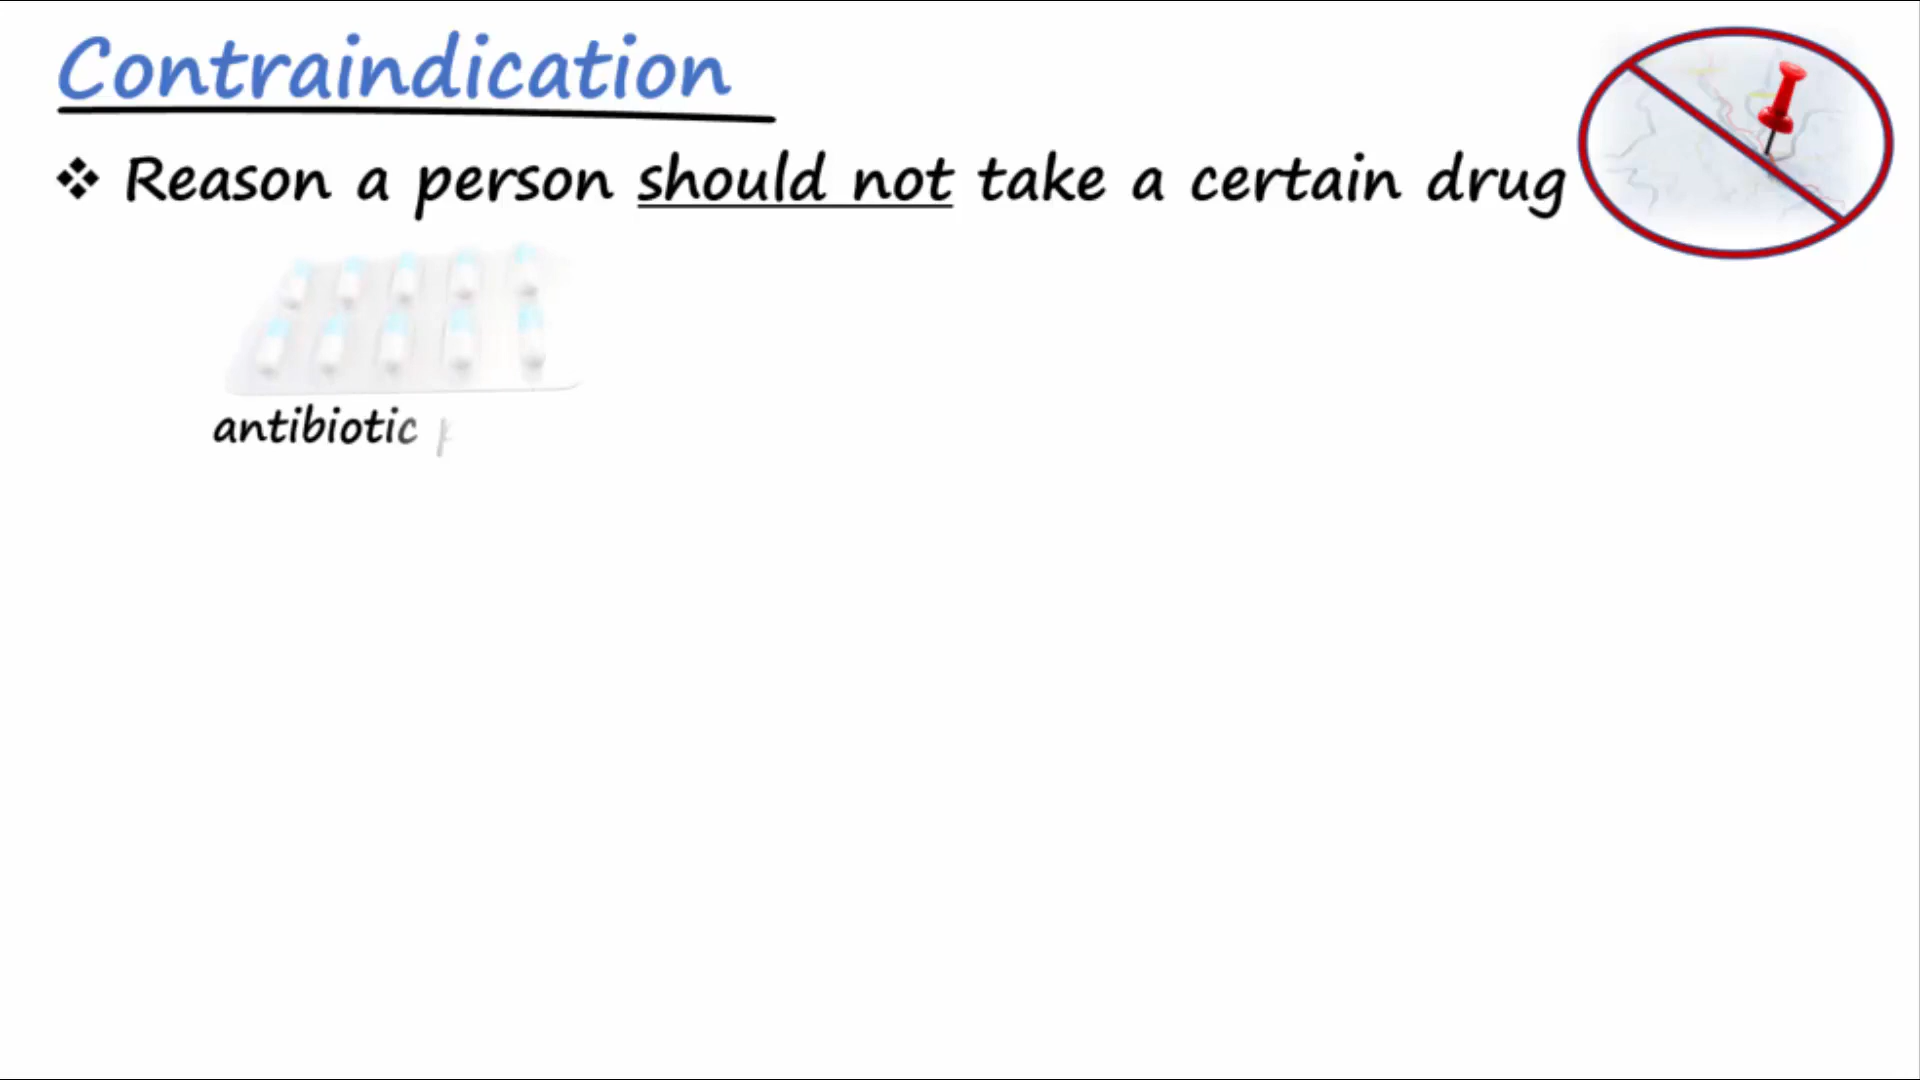 Contraindication
❖ Reason a person should not take a certain drug
antibiotic